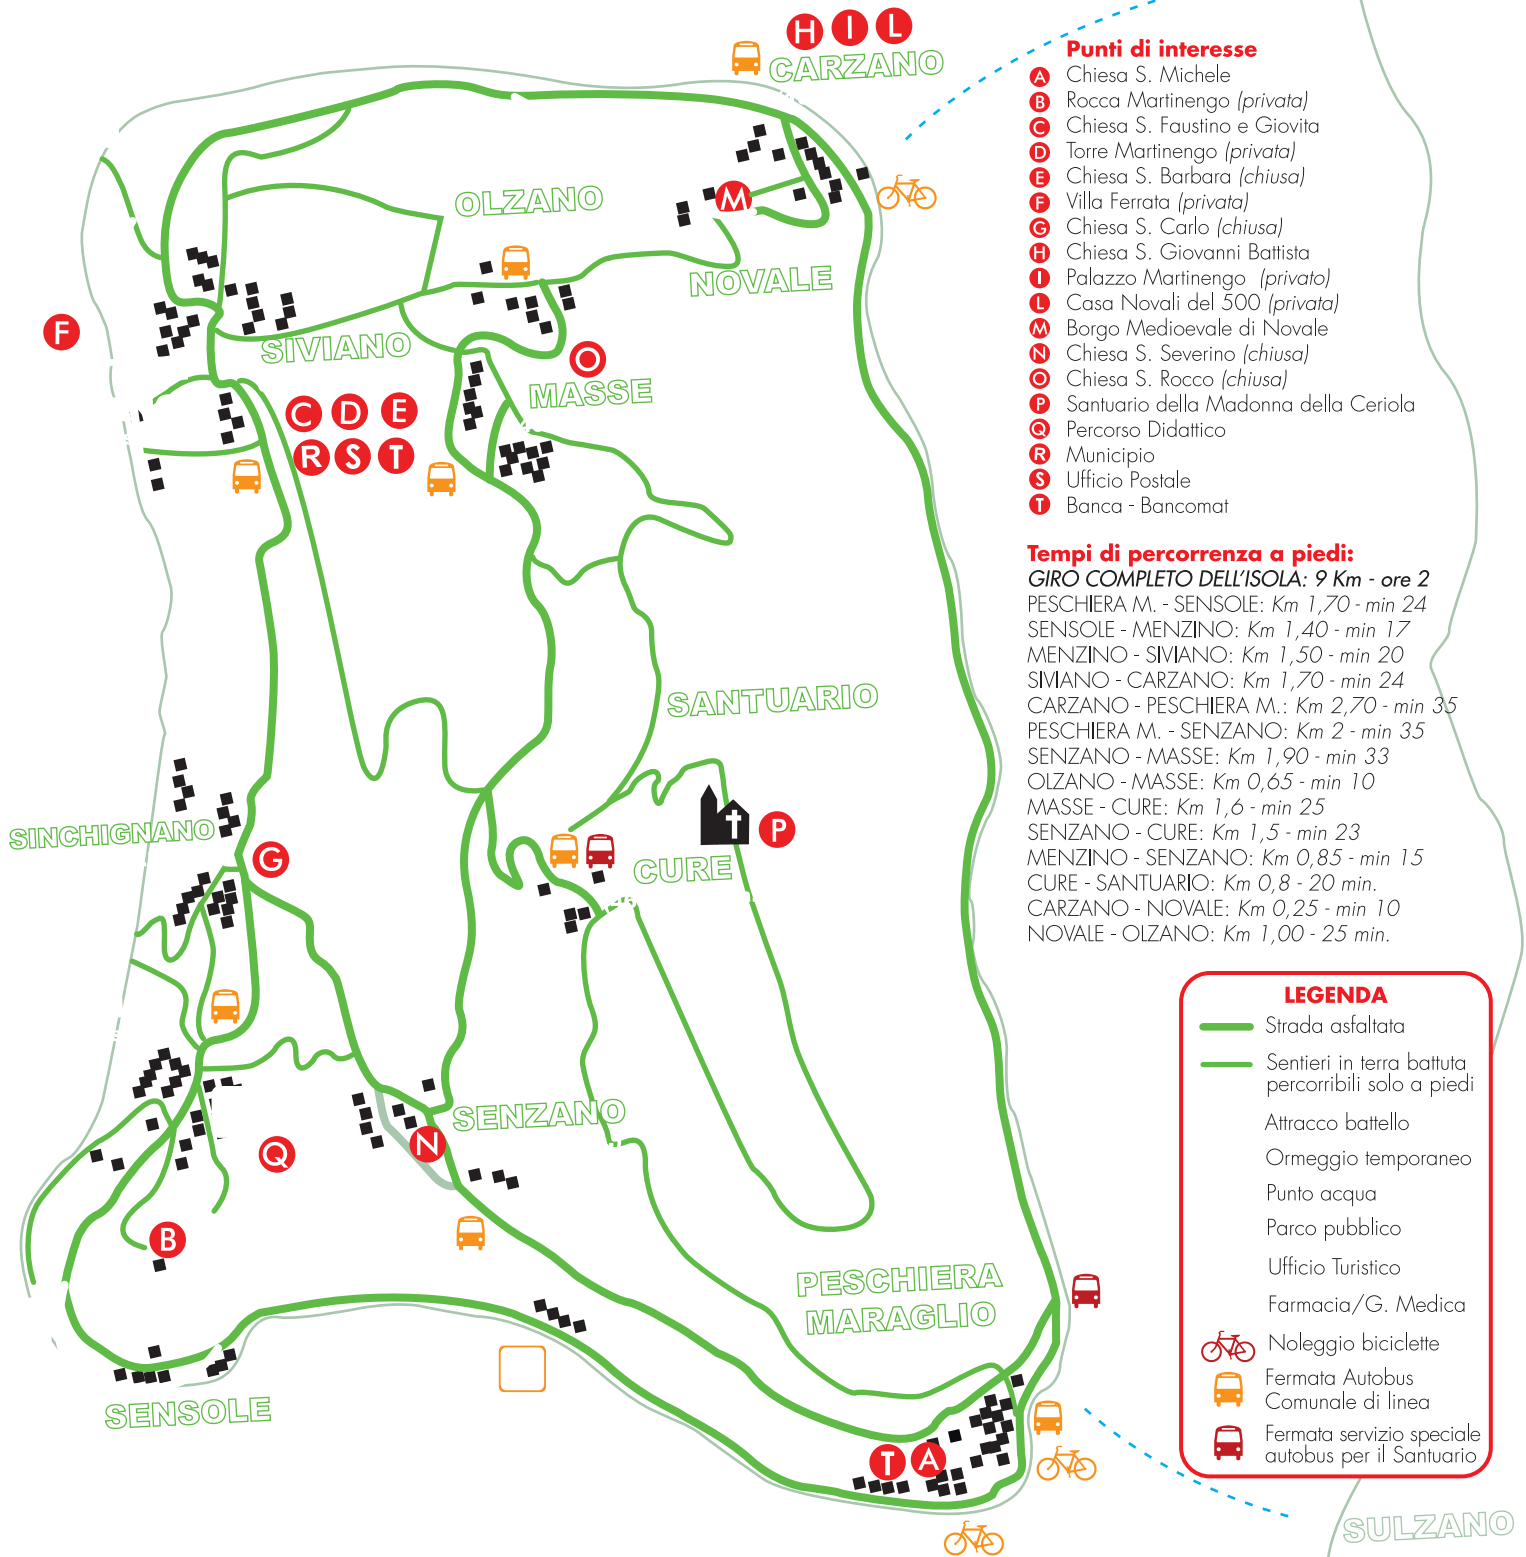 H I L
CARZANO
OLZANO
M
NOVALE
F
SIVIANO
O
MASSE
C D E
R S T
SANTUARIO
SINCHIGNANO
G
P
CURE
SENZANO
N
Q
B
PESCHIERA
MARAGLIO
SENSOLE
T A
SULZANO
Punti di interesse
A Chiesa S. Michele
B Rocca Martinengo (privata)
C Chiesa S. Faustino e Giovita
D Torre Martinengo (privata)
E Chiesa S. Barbara (chiusa)
F Villa Ferrata (privata)
G Chiesa S. Carlo (chiusa)
H Chiesa S. Giovanni Battista
I Palazzo Martinengo (privato)
L Casa Novali del 500 (privata)
M Borgo Medioevale di Novale
N Chiesa S. Severino (chiusa)
O Chiesa S. Rocco (chiusa)
P Santuario della Madonna della Ceriola
Q Percorso Didattico
R Municipio
S Ufficio Postale
T Banca - Bancomat
Tempi di percorrenza a piedi:
GIRO COMPLETO DELL'ISOLA: 9 Km - ore 2
PESCHIERA M. - SENSOLE: Km 1,70 - min 24
SENSOLE - MENZINO: Km 1,40 - min 17
MENZINO - SIVIANO: Km 1,50 - min 20
SIVIANO - CARZANO: Km 1,70 - min 24
CARZANO - PESCHIERA M.: Km 2,70 - min 35
PESCHIERA M. - SENZANO: Km 2 - min 35
SENZANO - MASSE: Km 1,90 - min 33
OLZANO - MASSE: Km 0,65 - min 10
MASSE - CURE: Km 1,6 - min 25
SENZANO - CURE: Km 1,5 - min 23
MENZINO - SENZANO: Km 0,85 - min 15
CURE - SANTUARIO: Km 0,8 - 20 min.
CARZANO - NOVALE: Km 0,25 - min 10
NOVALE - OLZANO: Km 1,00 - 25 min.
LEGENDA
Strada asfaltata
Sentieri in terra battuta
percorribili solo a piedi
Attracco battello
Ormeggio temporaneo
Punto acqua
Parco pubblico
Ufficio Turistico
Farmacia/G. Medica
Noleggio biciclette
Fermata Autobus
Comunale di linea
Fermata servizio speciale
autobus per il Santuario